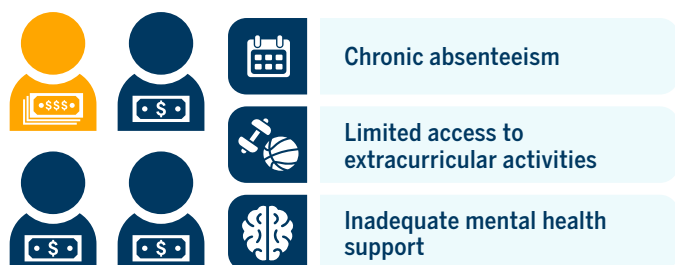 $$$
$
$
$
Chronic absenteeism
Limited access to
extracurricular activities
Inadequate mental health
support